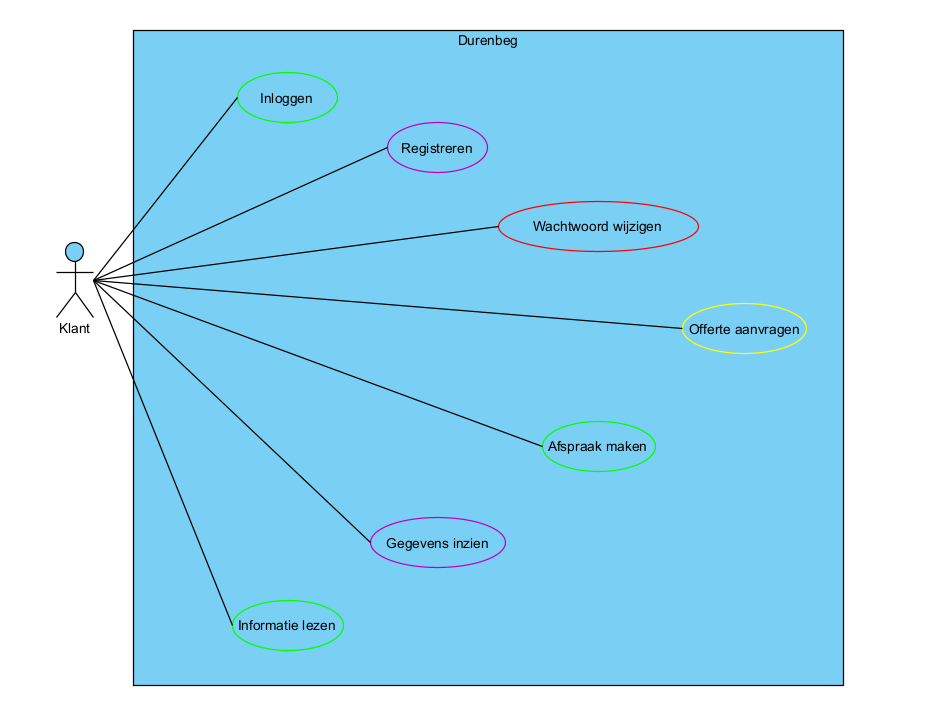 Durenbeg
Inloggen
Registreren
Wachtwoord wijzigen
Klant
Offerte aanvragen
Afspraak maken
Gegevens inzien
Informatie lezen